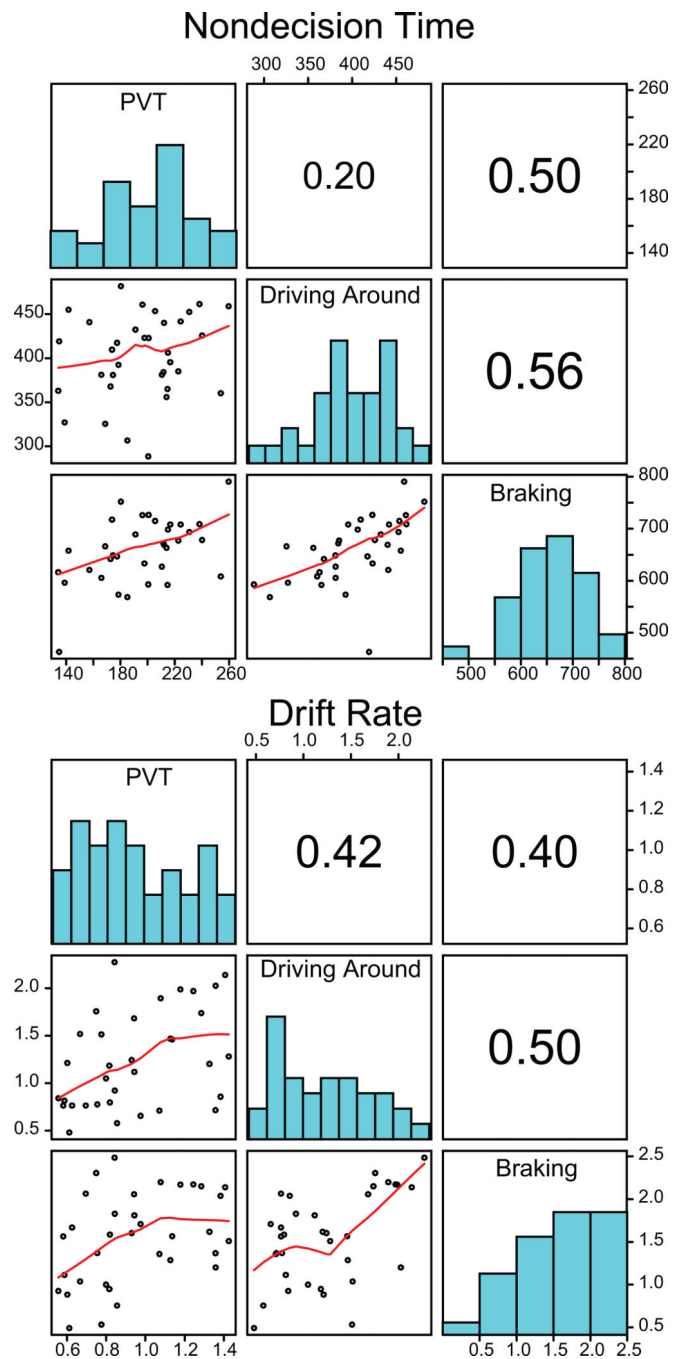 Nondecision Time
300 350 400 450
PVT
0.20
0.50
260
220
180
140
450
400
350
300
Driving Around
0.56
Braking
800
700
600
500
140 180 220 260
500 600 700 800
Drift Rate
0.5 1.0 1.5 2.0
PVT
0.42
0.40
1.4
1.2
1.0
0.8
0.6
2.0
1.5
1.0
0.5
Driving Around
0.50
Braking
2.5
2.0
1.5
1.0
0.5
0.6 0.8 1.0 1.2 1.4
0.5 1.0 1.5 2.0 2.5